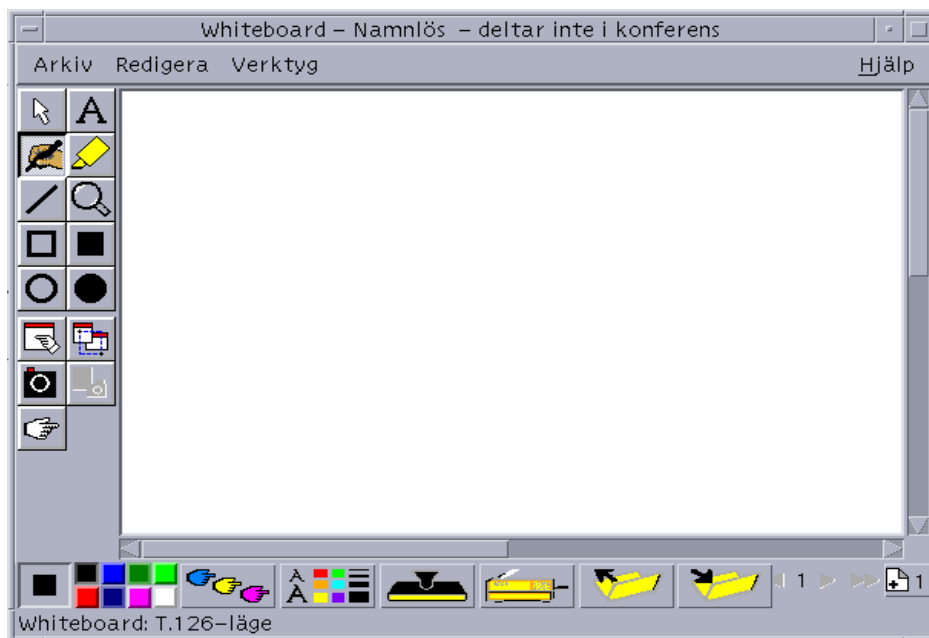 Whiteboard – Namnlös – deltar inte i konferens
Arkiv Redigera Verktyg Hjälp
A
A
A
1 1
Whiteboard: T.126–läge